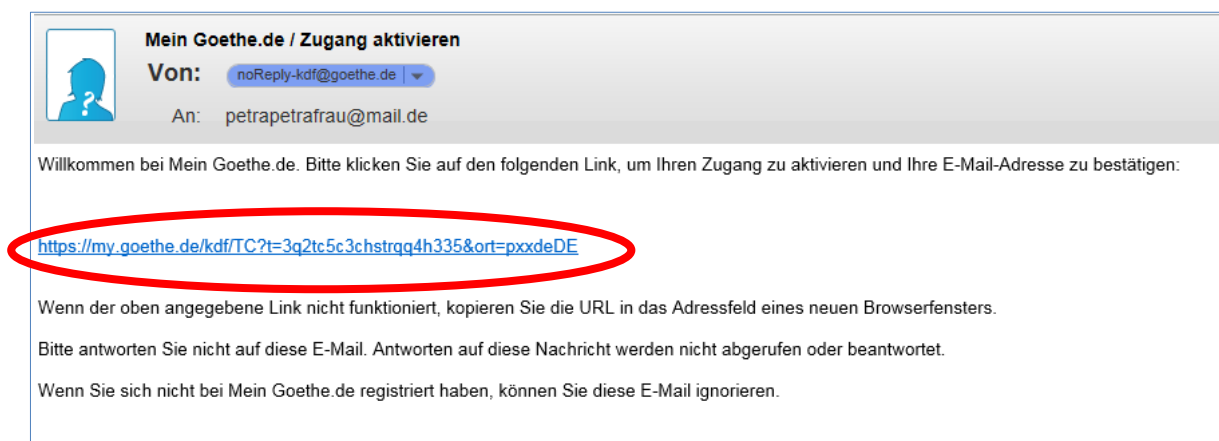 Mein Goethe.de / Zugang aktivieren
Von: noReply-kdf@goethe.de
An: petrapetrafrau@mail.de
Willkommen bei Mein Goethe.de. Bitte klicken Sie auf den folgenden Link, um Ihren Zugang zu aktivieren und Ihre E-Mail-Adresse zu bestätigen:
https://my.goethe.de/kdf/TC?t=3q2tc5c3chstrqq4h335&ort=pxxdeDE
Wenn der oben angegebene Link nicht funktioniert, kopieren Sie die URL in das Adressfeld eines neuen Browserfensters.
Bitte antworten Sie nicht auf diese E-Mail. Antworten auf diese Nachricht werden nicht abgerufen oder beantwortet.
Wenn Sie sich nicht bei Mein Goethe.de registriert haben, können Sie diese E-Mail ignorieren.